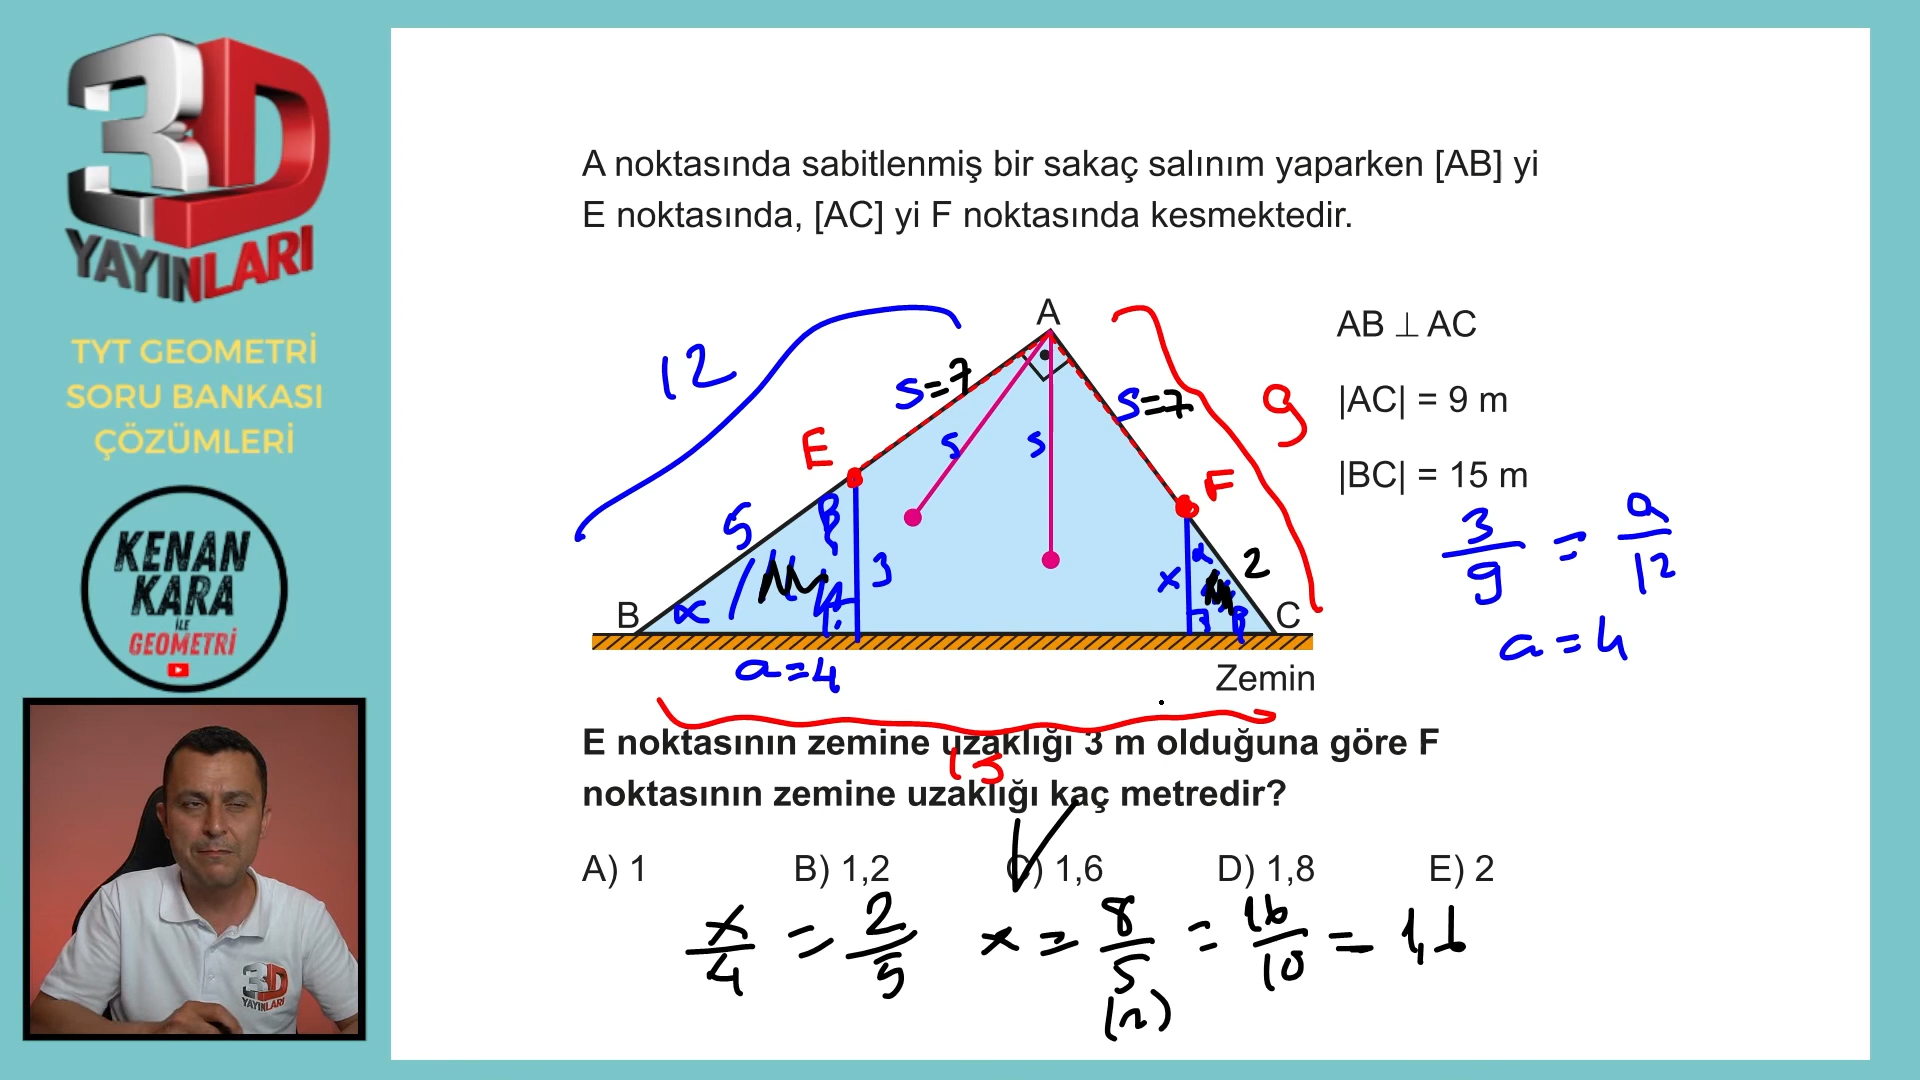 3D
YAYINLARI
TYT GEOMETRİ
SORU BANKASI
ÇÖZÜMLERİ
KENAN
KARA
İLE
GEOMETRİ
3D
YAYINLARI
A noktasında sabitlenmiş bir sakaç salınım yaparken [AB] yi
E noktasında, [AC] yi F noktasında kesmektedir.
A
12
s=7
s=7
9
E
s
s
F
5
β
3
x
α
2
B
α
β
C
a=4
Zemin
15
AB ⊥ AC
|AC| = 9 m
|BC| = 15 m
3/9 = a/12
a=4
E noktasının zemine uzaklığı 3 m olduğuna göre F
noktasının zemine uzaklığı kaç metredir?
A) 1 B) 1,2 C) 1,6 D) 1,8 E) 2
x/4 = 2/5 x = 8/5 = 16/10 = 1,6
(2)